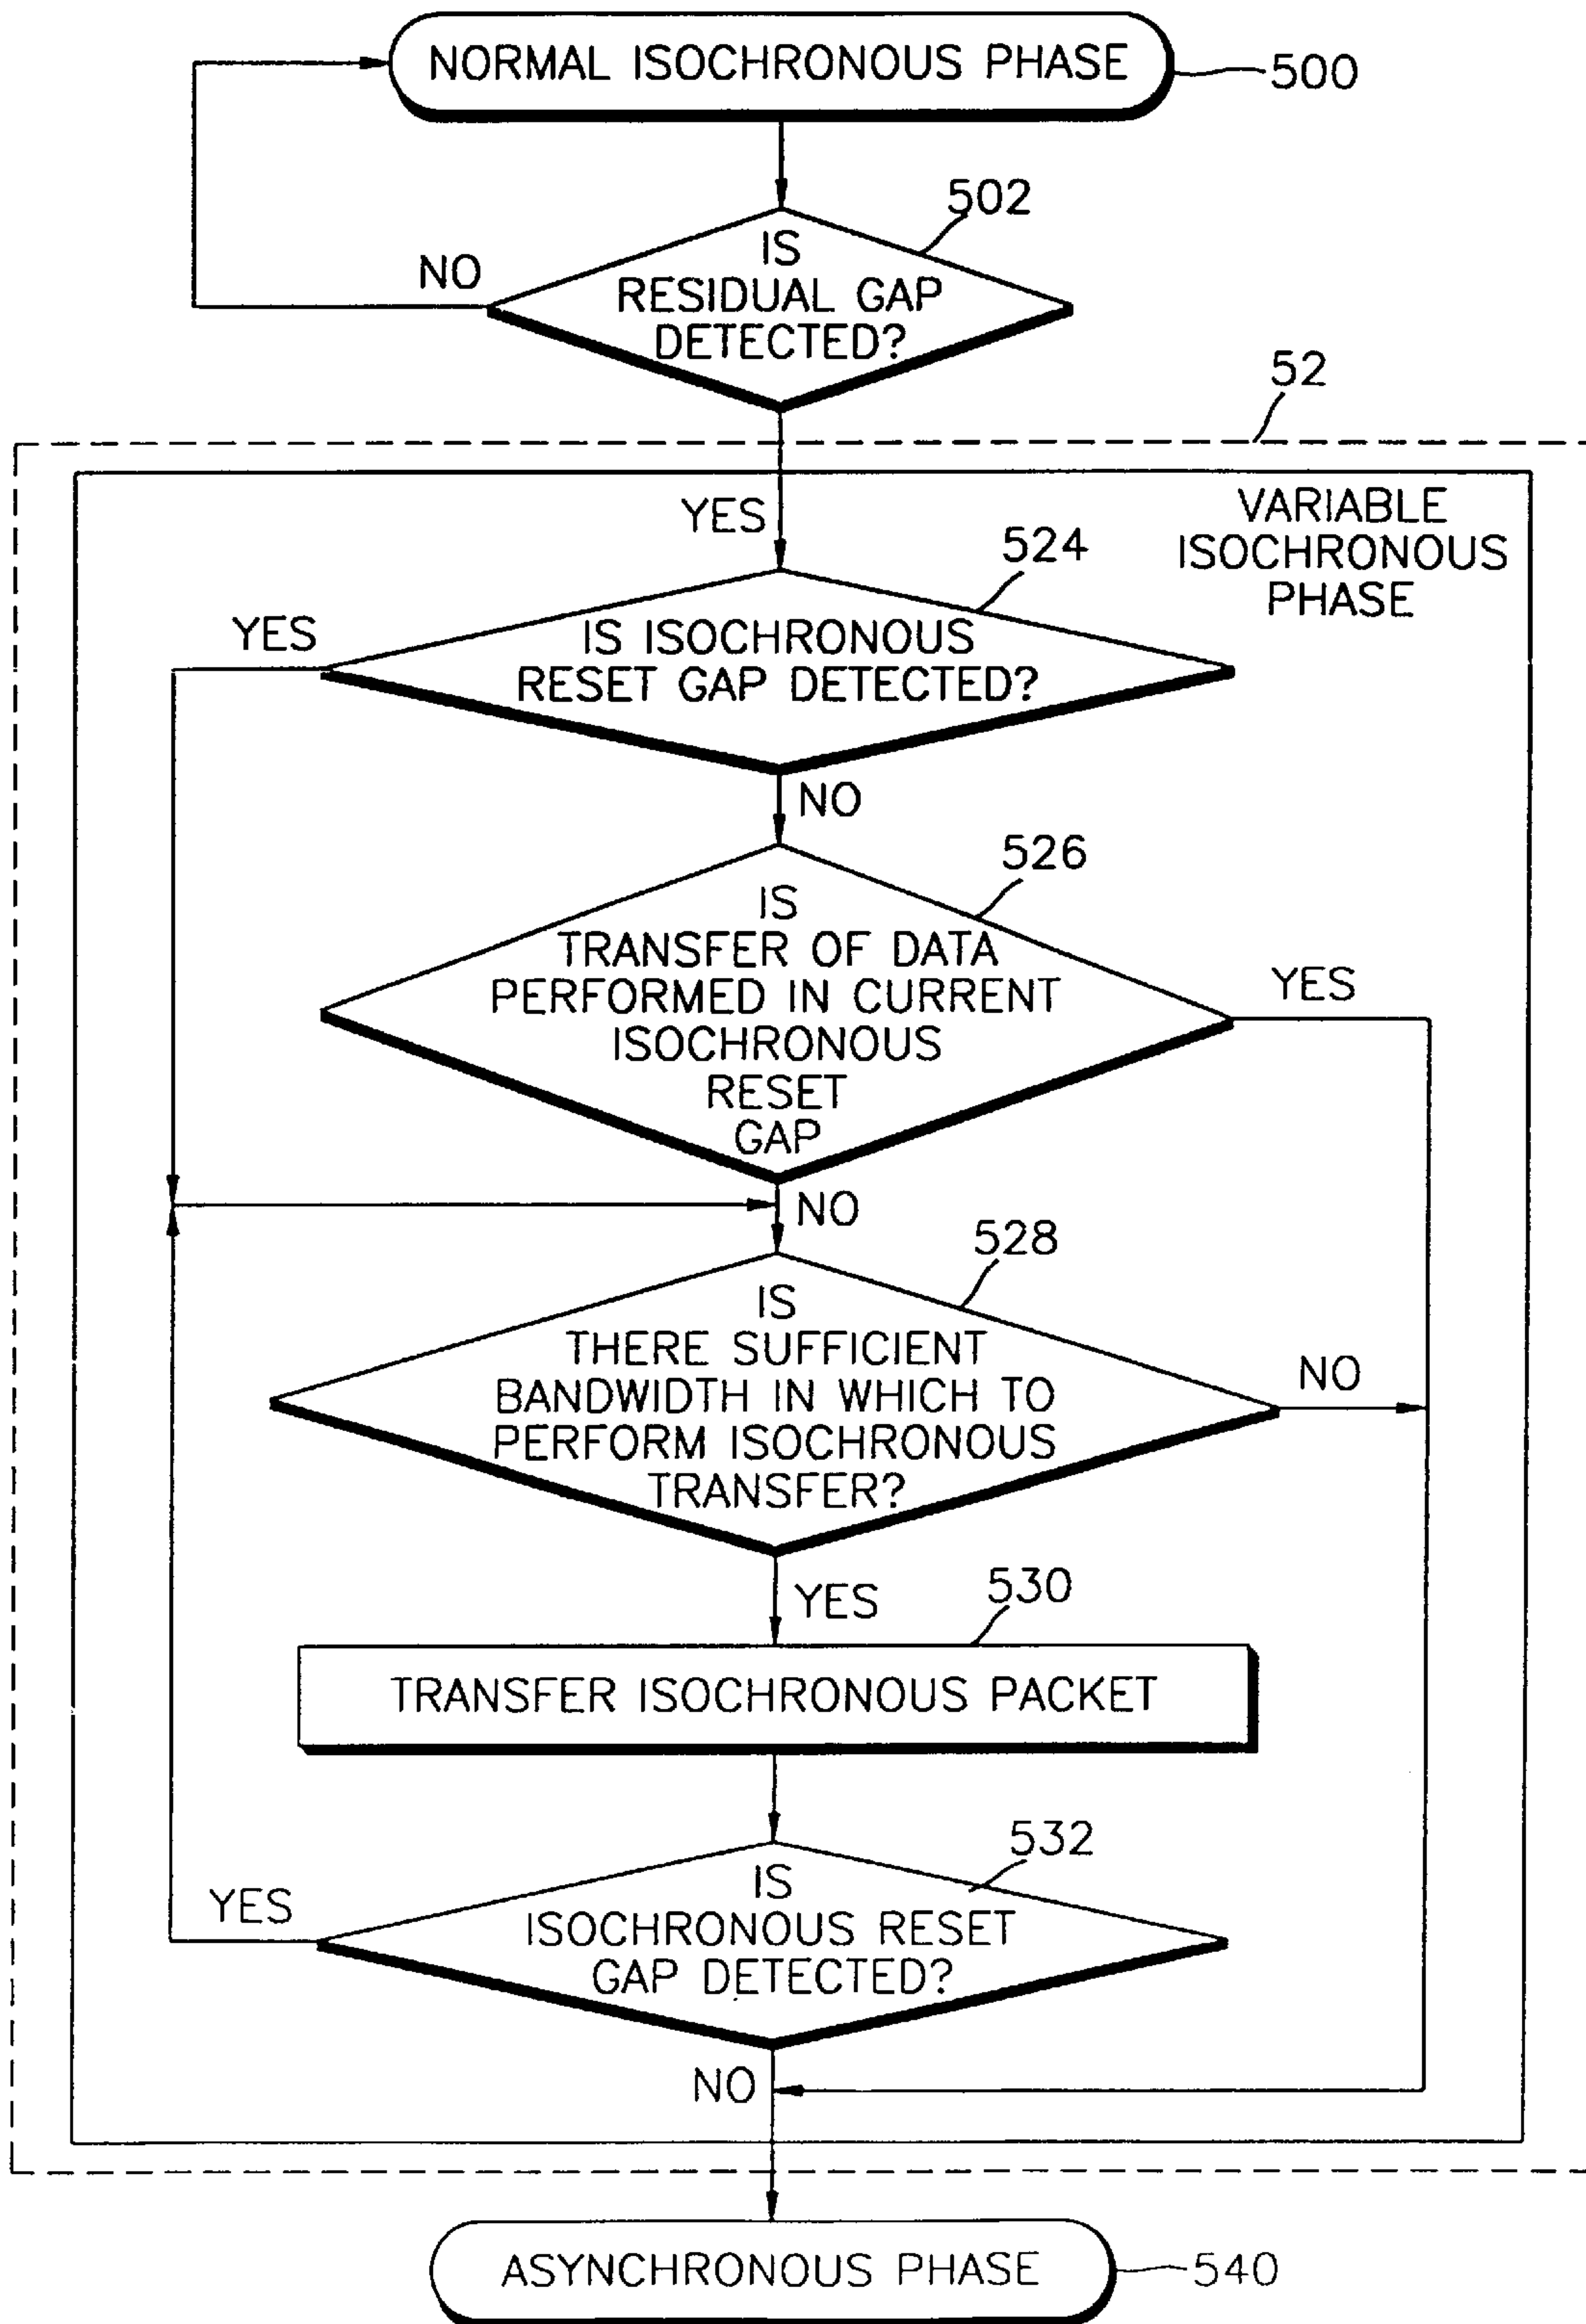 NORMAL ISOCHRONOUS PHASE
500
502
NO
IS
RESIDUAL GAP
DETECTED?
52
YES
VARIABLE
ISOCHRONOUS
PHASE
524
YES
IS ISOCHRONOUS
RESET GAP DETECTED?
NO
526
IS
TRANSFER OF DATA
PERFORMED IN CURRENT
ISOCHRONOUS
RESET
GAP
YES
NO
528
IS
THERE SUFFICIENT
BANDWIDTH IN WHICH TO
PERFORM ISOCHRONOUS
TRANSFER?
NO
YES
530
TRANSFER ISOCHRONOUS PACKET
532
YES
IS
ISOCHRONOUS RESET
GAP DETECTED?
NO
ASYNCHRONOUS PHASE
540